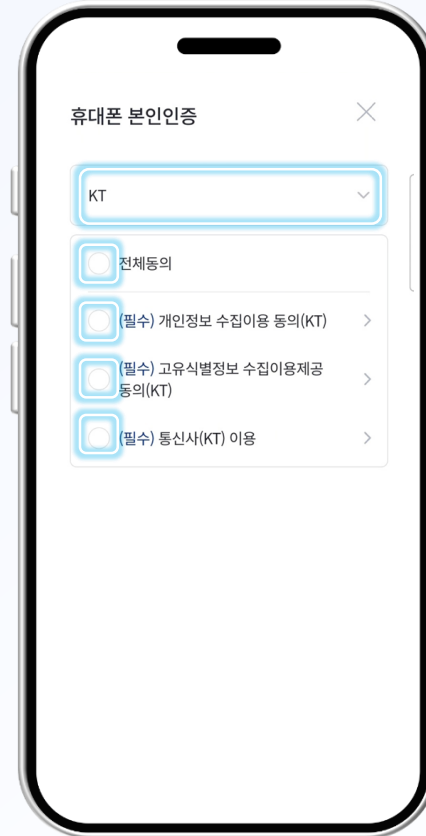 휴대폰 본인인증
KT
전체동의
(필수) 개인정보 수집이용 동의(KT)
(필수) 고유식별정보 수집이용제공
동의(KT)
(필수) 통신사(KT) 이용